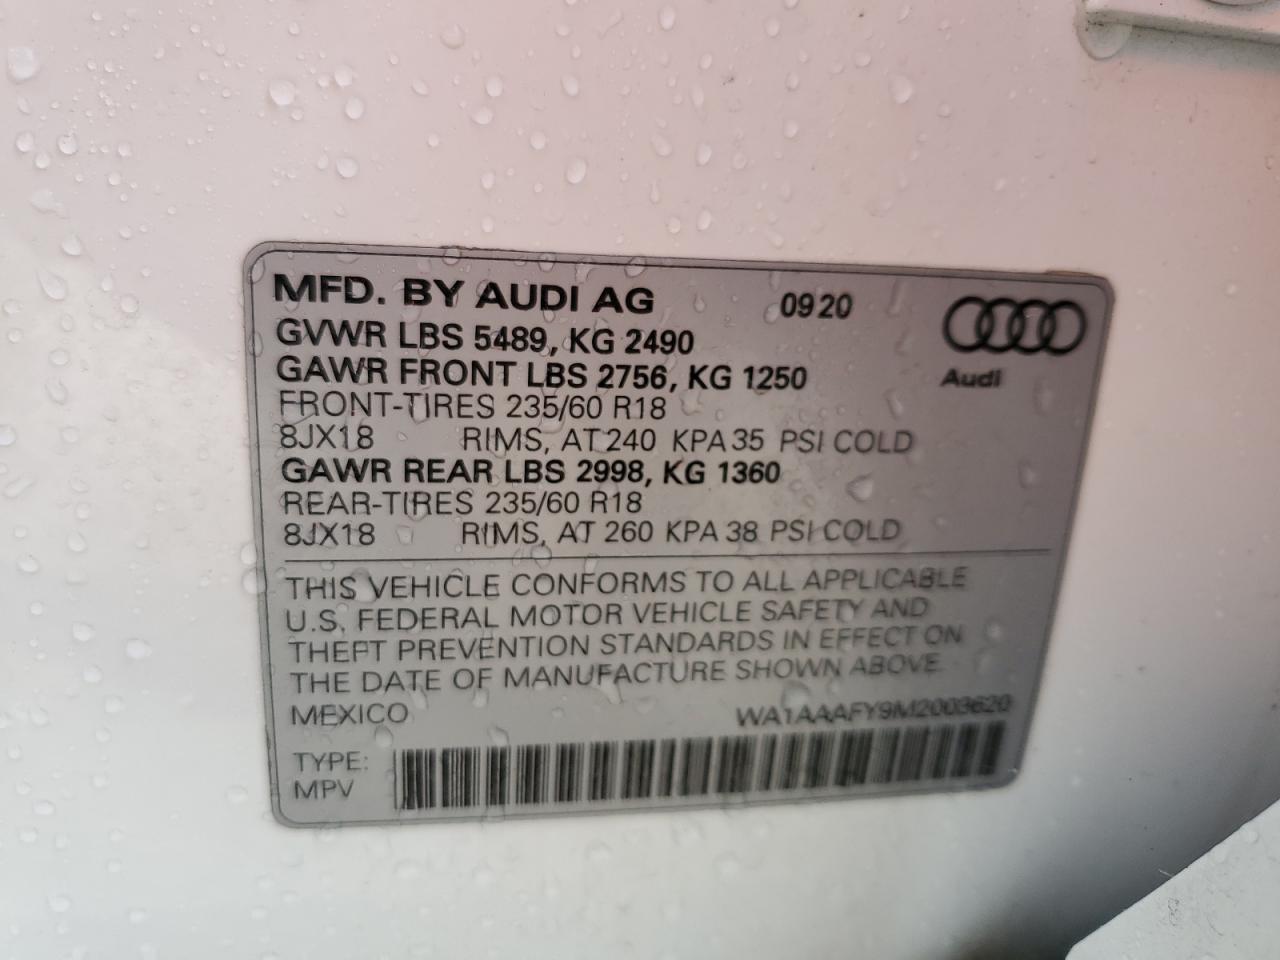 MFD. BY AUDI AG 0920
GVWR LBS 5489, KG 2490
GAWR FRONT LBS 2756, KG 1250
Audi
FRONT-TIRES 235/60 R18
8JX18 RIMS, AT 240 KPA 35 PSI COLD
GAWR REAR LBS 2998, KG 1360
REAR-TIRES 235/60 R18
8JX18 RIMS, AT 260 KPA 38 PSI COLD
THIS VEHICLE CONFORMS TO ALL APPLICABLE
U.S. FEDERAL MOTOR VEHICLE SAFETY AND
THEFT PREVENTION STANDARDS IN EFFECT ON
THE DATE OF MANUFACTURE SHOWN ABOVE.
MEXICO WA1AAAFY9M2003620
TYPE:
MPV